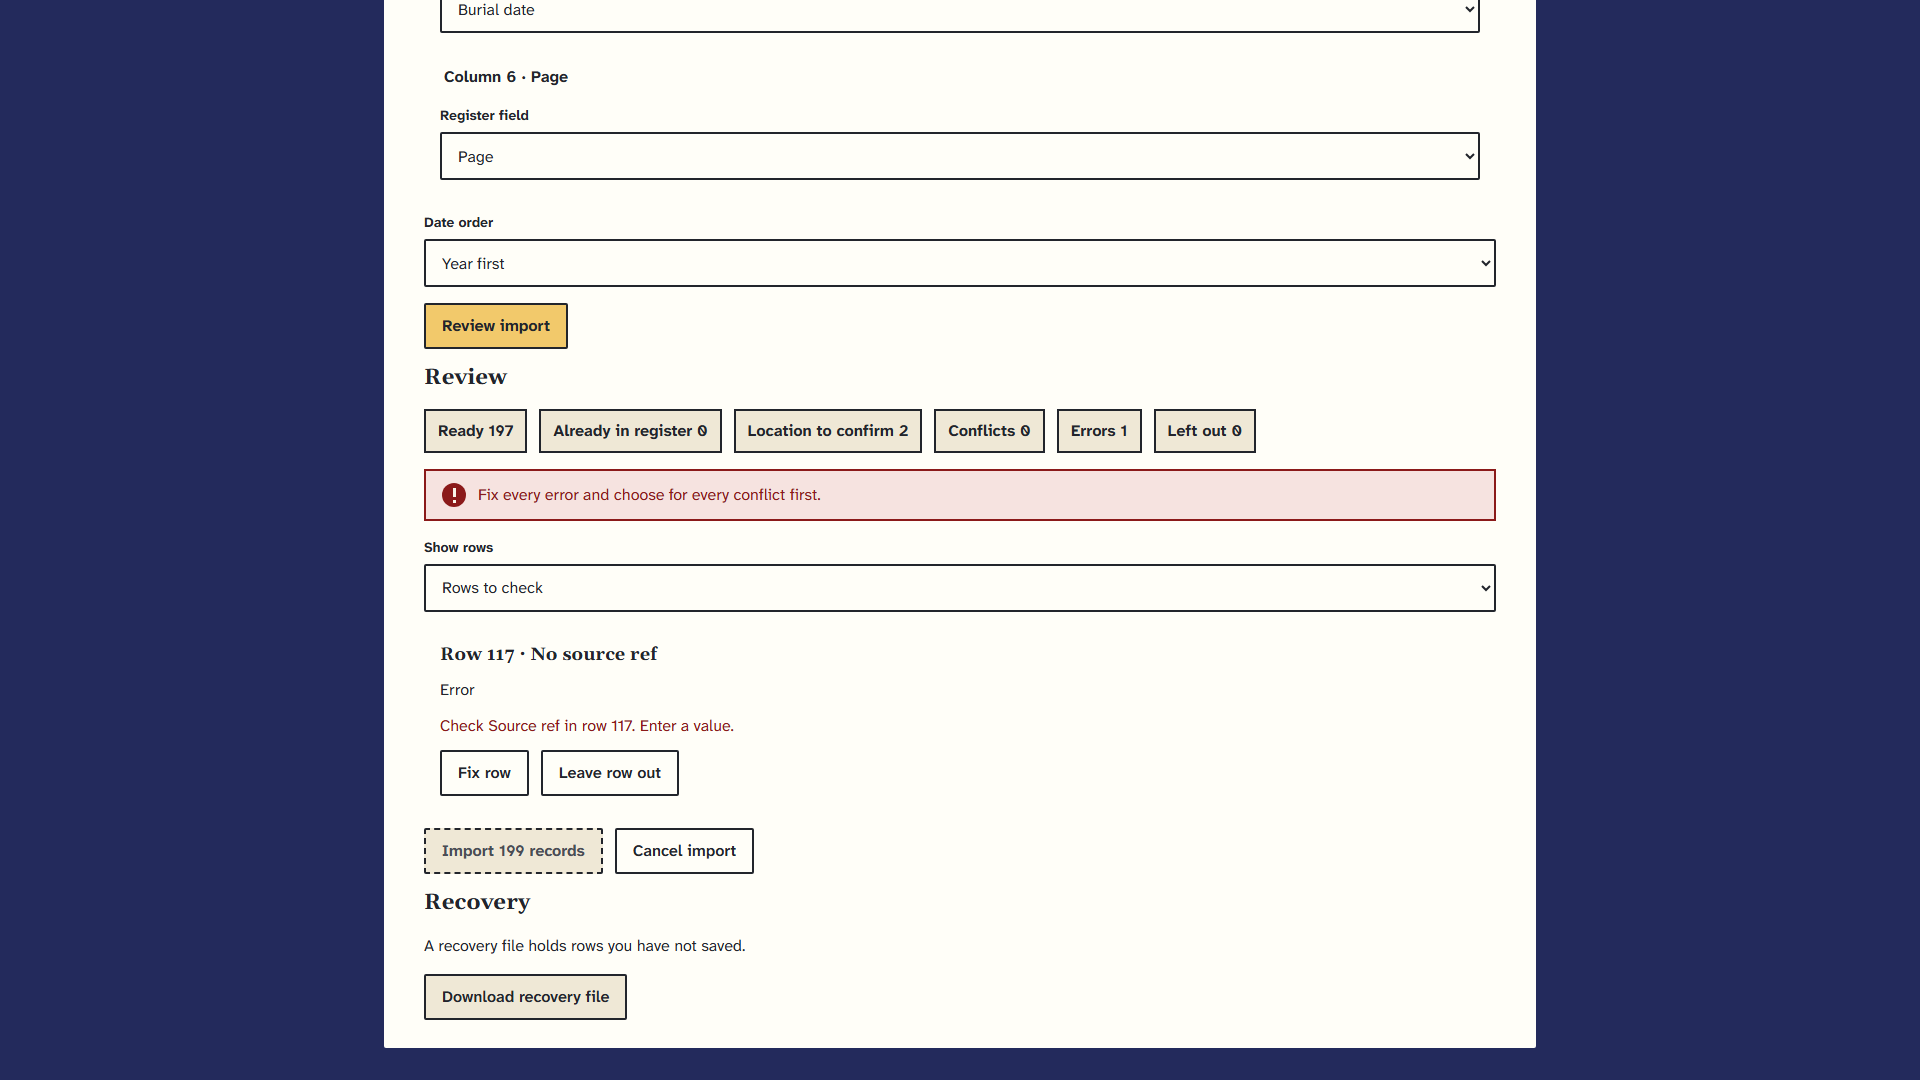 Burial date
Column 6 · Page
Register field
Page
Date order
Year first
Review import
Review
Ready 197
Already in register 0
Location to confirm 2
Conflicts 0
Errors 1
Left out 0
Fix every error and choose for every conflict first.
Show rows
Rows to check
Row 117 · No source ref
Error
Check Source ref in row 117. Enter a value.
Fix row
Leave row out
Import 199 records
Cancel import
Recovery
A recovery file holds rows you have not saved.
Download recovery file